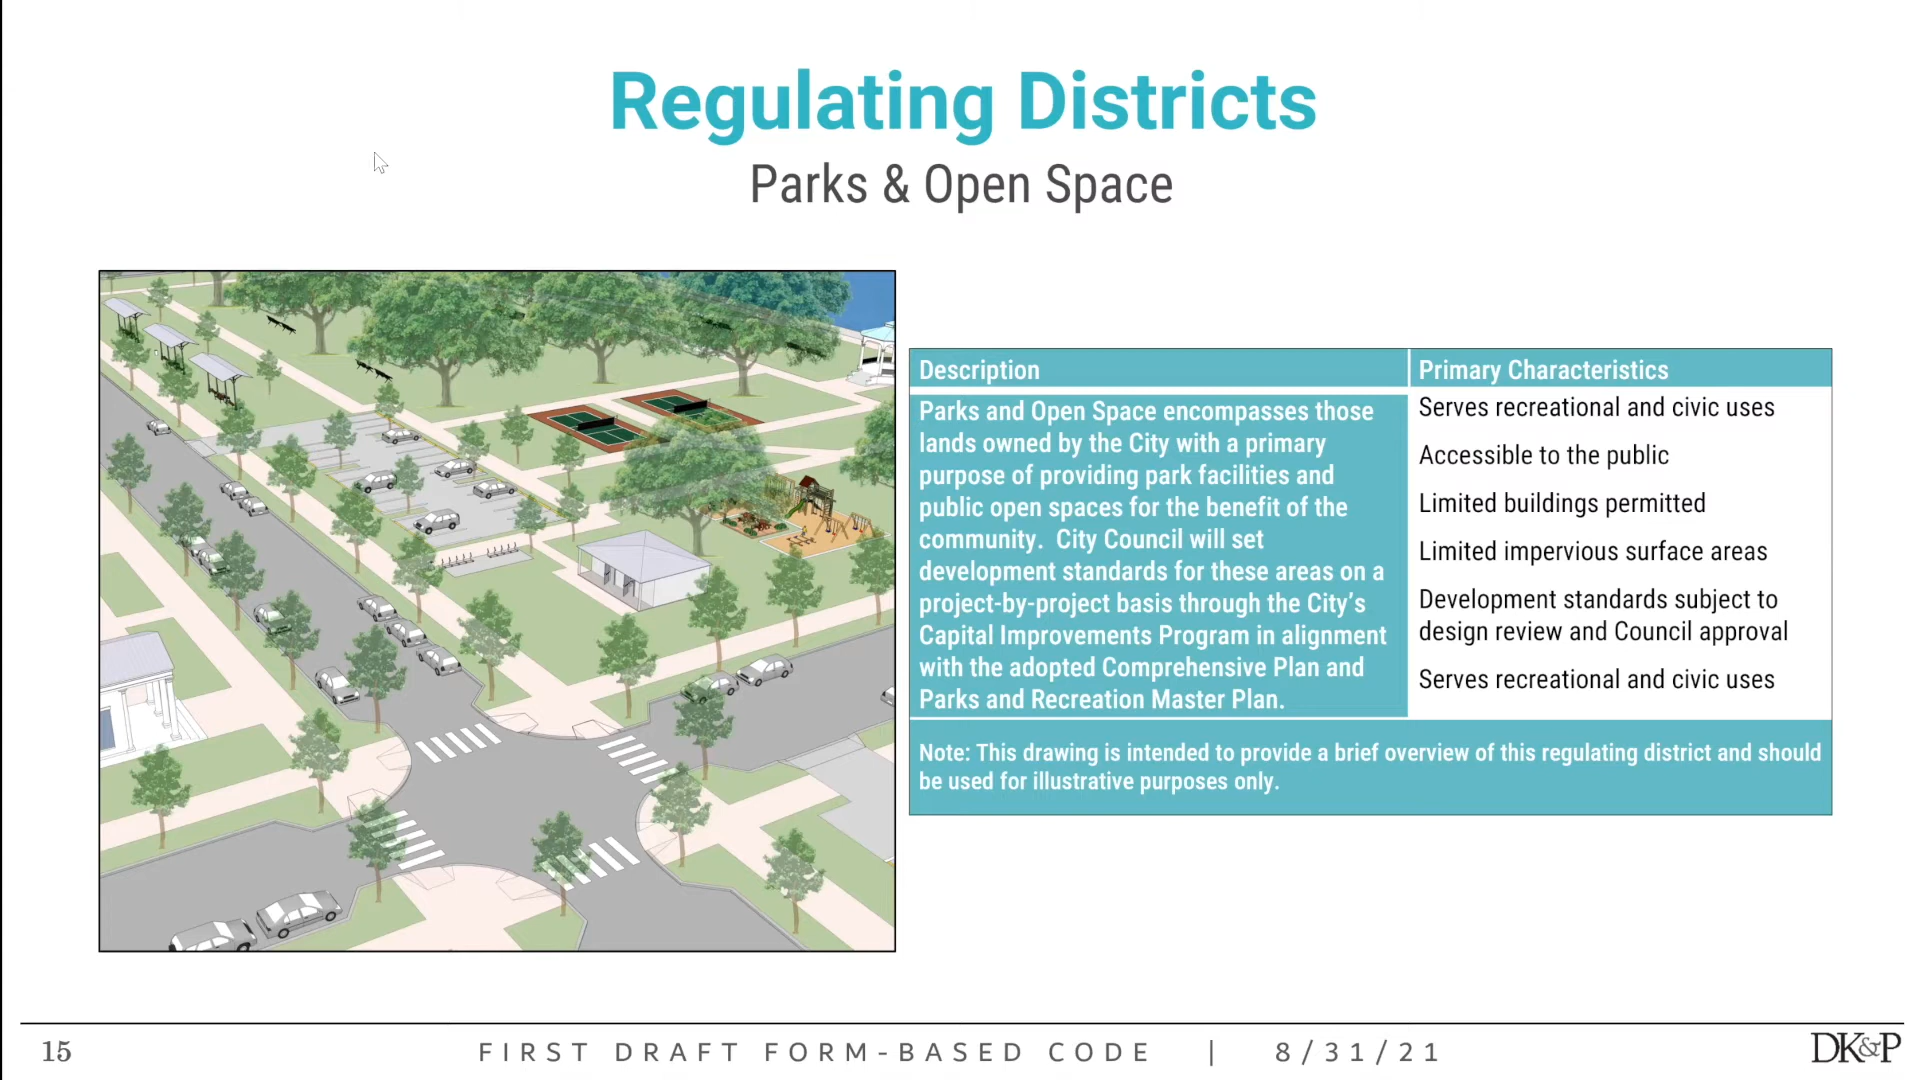 Regulating Districts
Parks & Open Space
Description
Parks and Open Space encompasses those
lands owned by the City with a primary
purpose of providing park facilities and
public open spaces for the benefit of the
community.  City Council will set
development standards for these areas on a
project-by-project basis through the City’s
Capital Improvements Program in alignment
with the adopted Comprehensive Plan and
Parks and Recreation Master Plan.
Primary Characteristics
Serves recreational and civic uses
Accessible to the public
Limited buildings permitted
Limited impervious surface areas
Development standards subject to
design review and Council approval
Serves recreational and civic uses
Note: This drawing is intended to provide a brief overview of this regulating district and should
be used for illustrative purposes only.
15
FIRST DRAFT FORM-BASED CODE | 8/31/21
DK&P